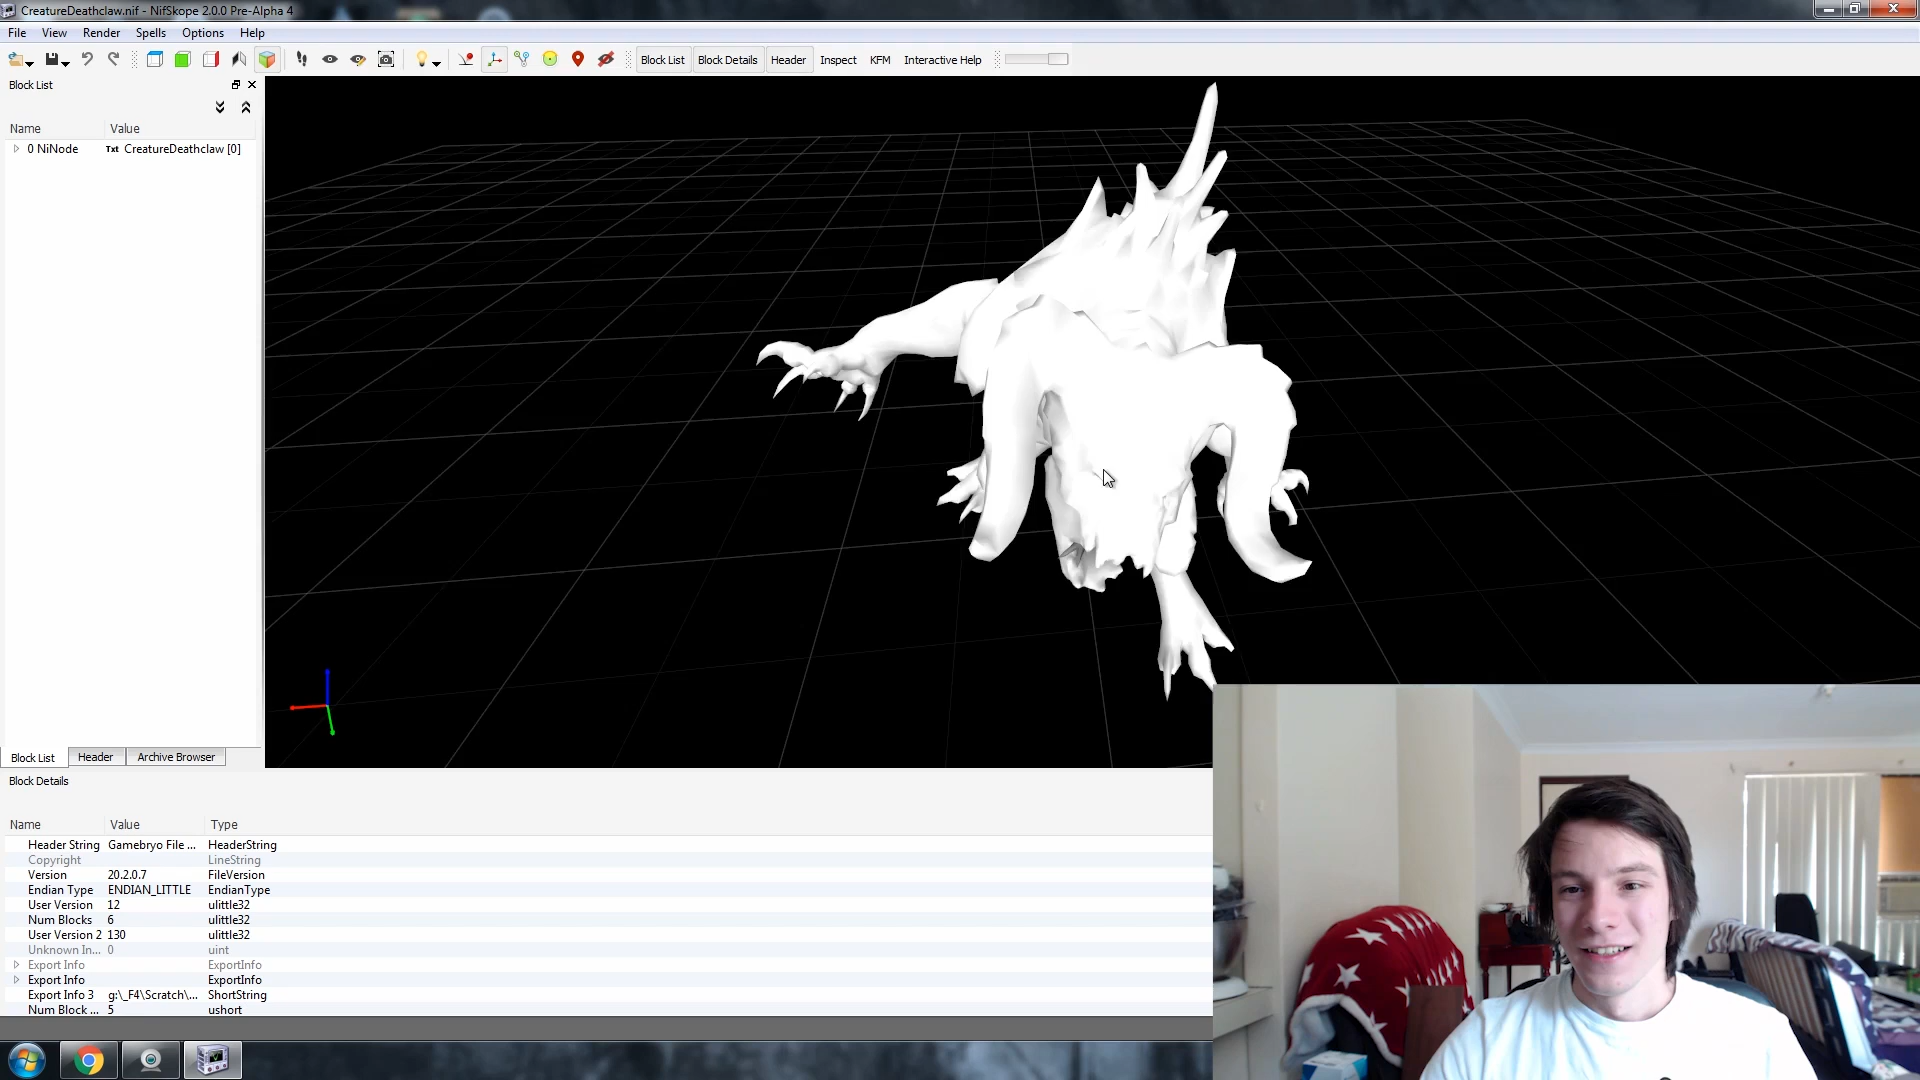 CreatureDeathclaw.nif - NifSkope 2.0.0 Pre-Alpha 4
File View Render Spells Options Help
Block List Block Details Header Inspect KFM Interactive Help
Block List
Name Value
0 NiNode Txt CreatureDeathclaw [0]
Block List Header Archive Browser
Block Details
Name Value Type
Header String Gamebryo File ... HeaderString
Copyright LineString
Version 20.2.0.7 FileVersion
Endian Type ENDIAN_LITTLE EndianType
User Version 12 ulittle32
Num Blocks 6 ulittle32
User Version 2 130 ulittle32
Unknown In... 0 uint
Export Info ExportInfo
Export Info ExportInfo
Export Info 3 g:\_F4\Scratch\... ShortString
Num Block ... 5 ushort